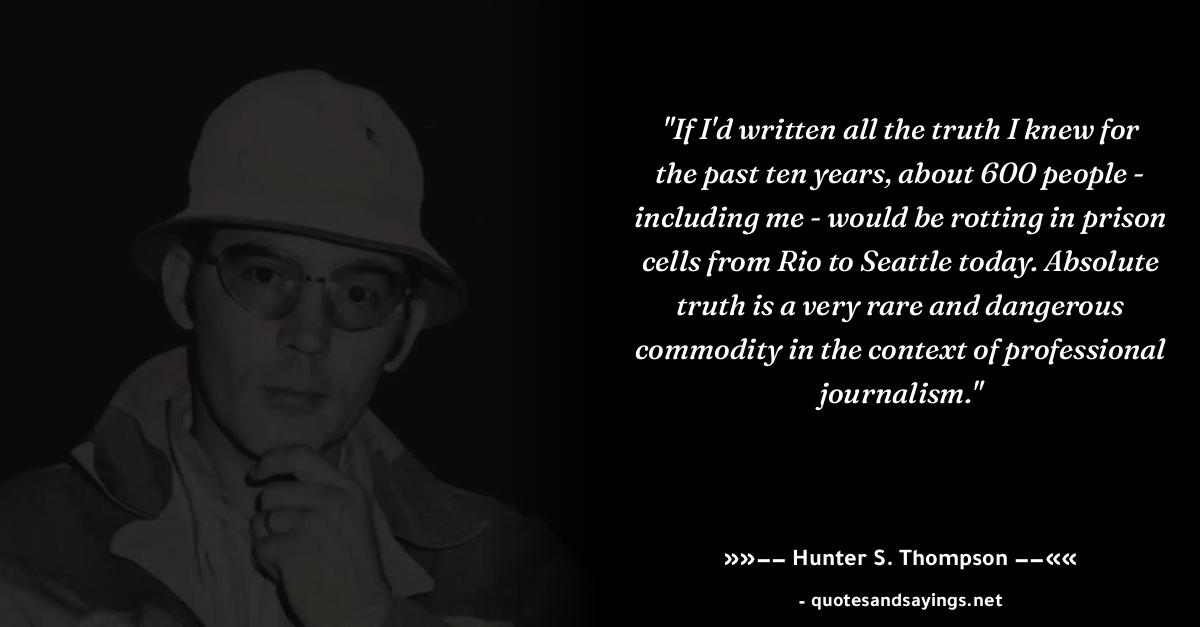 "If I'd written all the truth I knew for
the past ten years, about 600 people -
including me - would be rotting in prison
cells from Rio to Seattle today. Absolute
truth is a very rare and dangerous
commodity in the context of professional
journalism."
»»–– Hunter S. Thompson ––««
- quotesandsayings.net